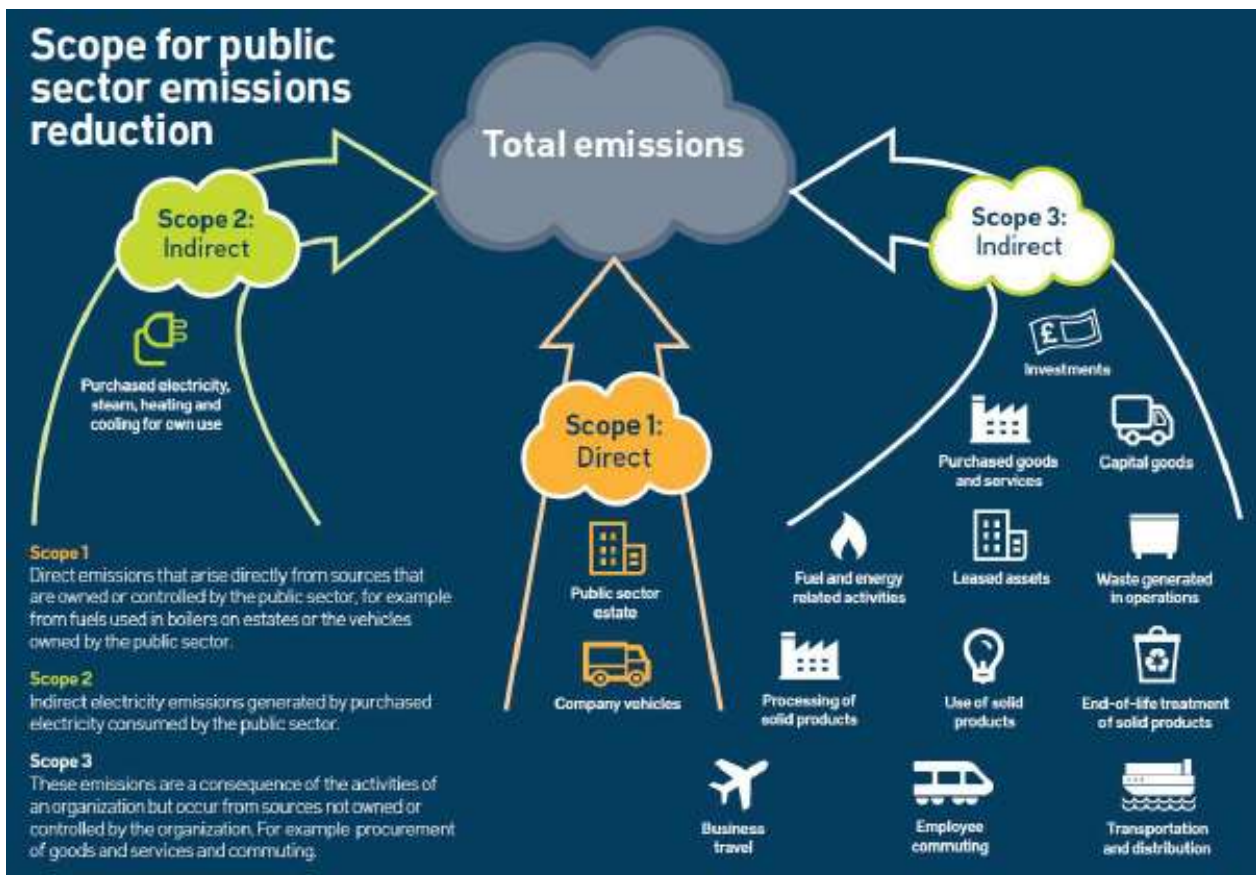 Scope for public
sector emissions
reduction
Total emissions
Scope 2:
Indirect
Purchased electricity,
steam, heating and
cooling for own use
Scope 1:
Direct
Public sector
estate
Company vehicles
Scope 3:
Indirect
£
Investments
Purchased goods
and services
Capital goods
Fuel and energy
related activities
Leased assets
Waste generated
in operations
Processing of
solid products
Use of solid
products
End-of-life treatment
of solid products
Business
travel
Employee
commuting
Transportation
and distribution
Scope 1
Direct emissions that arise directly from sources that
are owned or controlled by the public sector, for example
from fuels used in boilers on estates or the vehicles
owned by the public sector.
Scope 2
Indirect electricity emissions generated by purchased
electricity consumed by the public sector.
Scope 3
These emissions are a consequence of the activities of
an organization but occur from sources not owned or
controlled by the organization. For example procurement
of goods and services and commuting.